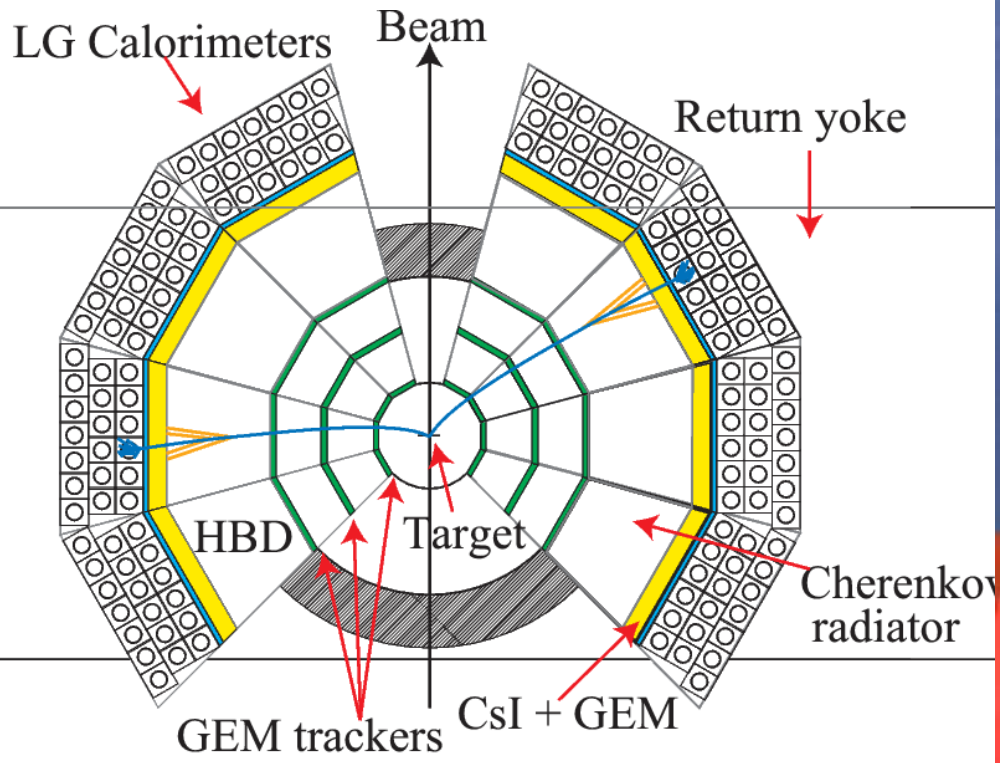 Beam
LG Calorimeters
Return yoke
HBD
Target
Cherenkov
radiator
CsI + GEM
GEM trackers